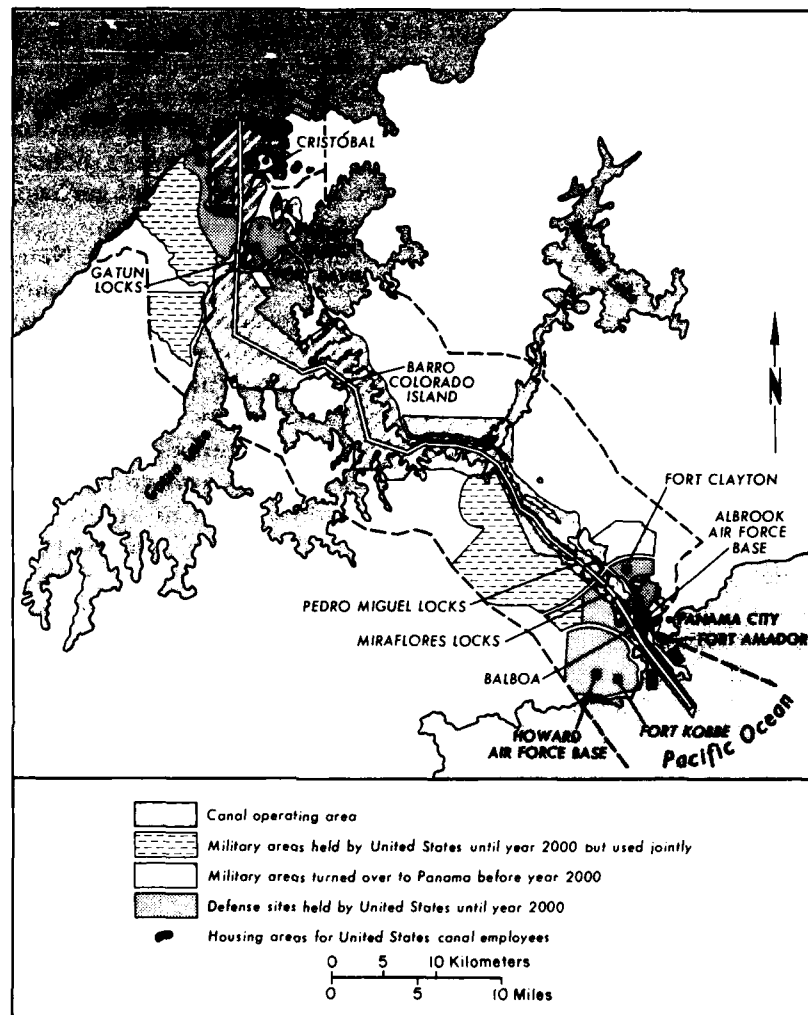 CRISTÓBAL
GATUN
LOCKS
BARRO
COLORADO
ISLAND
N
Gatun Lake
FORT CLAYTON
ALBROOK
AIR FORCE
BASE
PEDRO MIGUEL LOCKS
PANAMA CITY
MIRAFLORES LOCKS
FORT AMADOR
BALBOA
HOWARD
AIR FORCE BASE
FORT KOBBE
Pacific Ocean
Canal operating area
Military areas held by United States until year 2000 but used jointly
Military areas turned over to Panama before year 2000
Defense sites held by United States until year 2000
Housing areas for United States canal employees
0 5 10 Kilometers
0 5 10 Miles